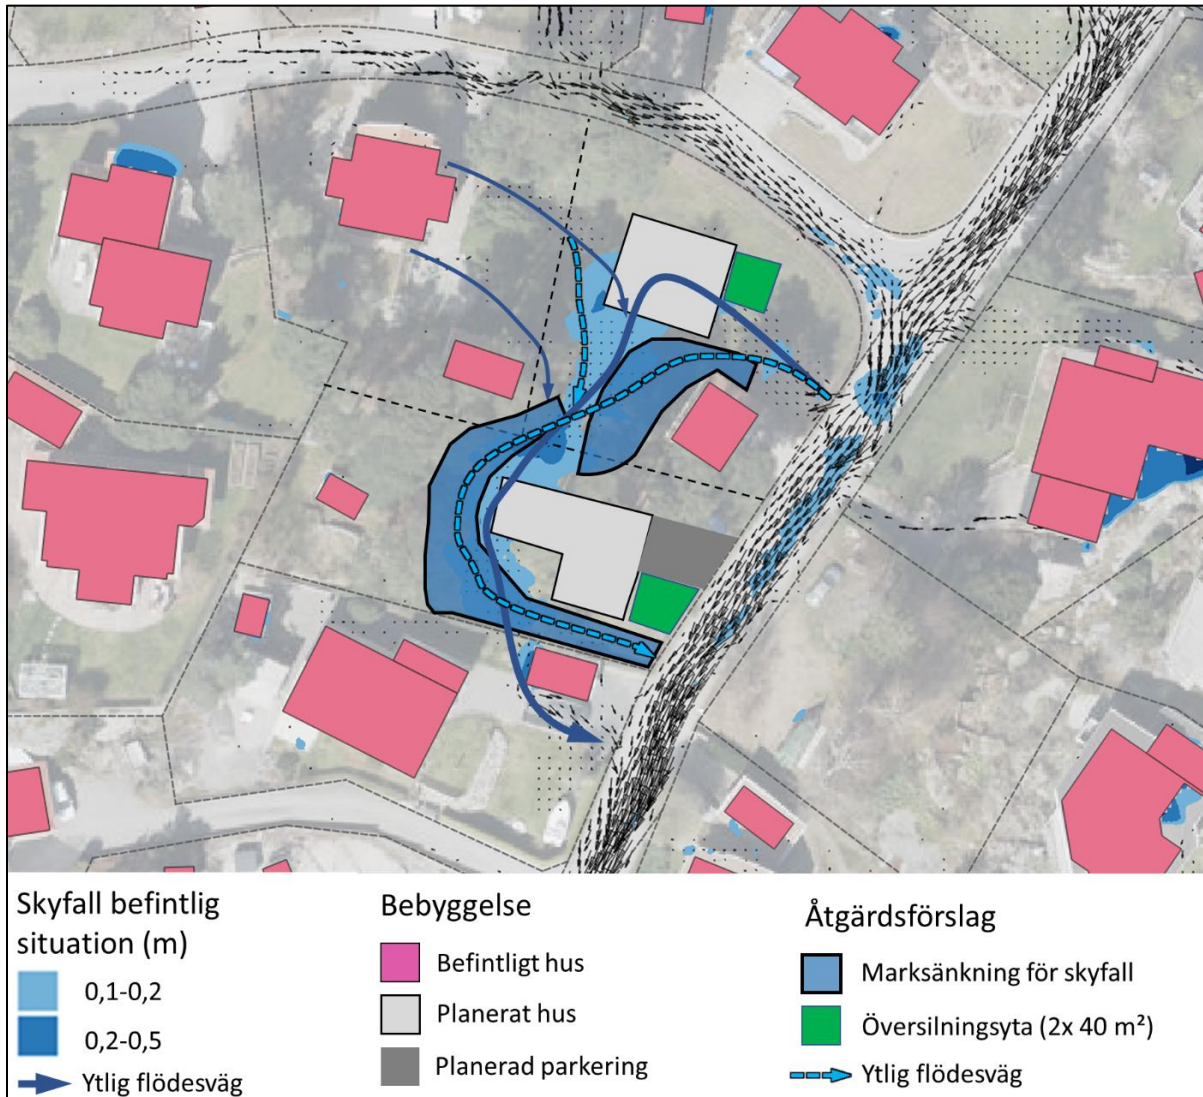 Skyfall befintlig
situation (m)
0,1-0,2
0,2-0,5
Ytlig flödesväg
Bebyggelse
Befintligt hus
Planerat hus
Planerad parkering
Åtgärdsförslag
Marksänkning för skyfall
Översilningsyta (2x 40 m²)
Ytlig flödesväg